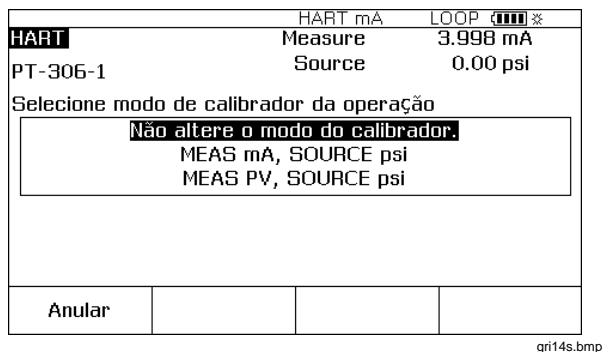 HART mA LOOP
HART Measure 3.998 mA
PT-306-1 Source 0.00 psi
Selecione modo de calibrador da operação
Não altere o modo do calibrador.
MEAS mA, SOURCE psi
MEAS PV, SOURCE psi
Anular
gri14s.bmp